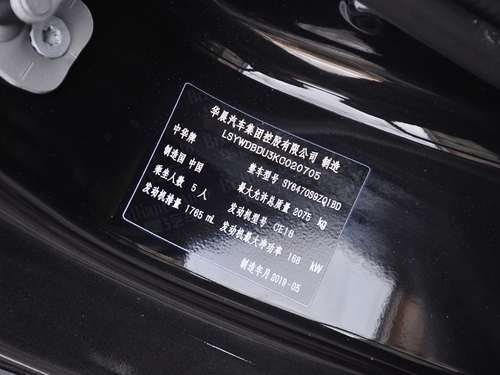 华晨汽车集团控股有限公司 制造
LSYWDBDU3KC020705
中华牌 整车型号 SY6470S9ZQ1BD
制造国 中国 最大允许总质量 2075 kg
乘坐人数 5 人 发动机型号 CE18
发动机排量 1765 mL 发动机最大净功率 168 kW
制造年月 2019-05